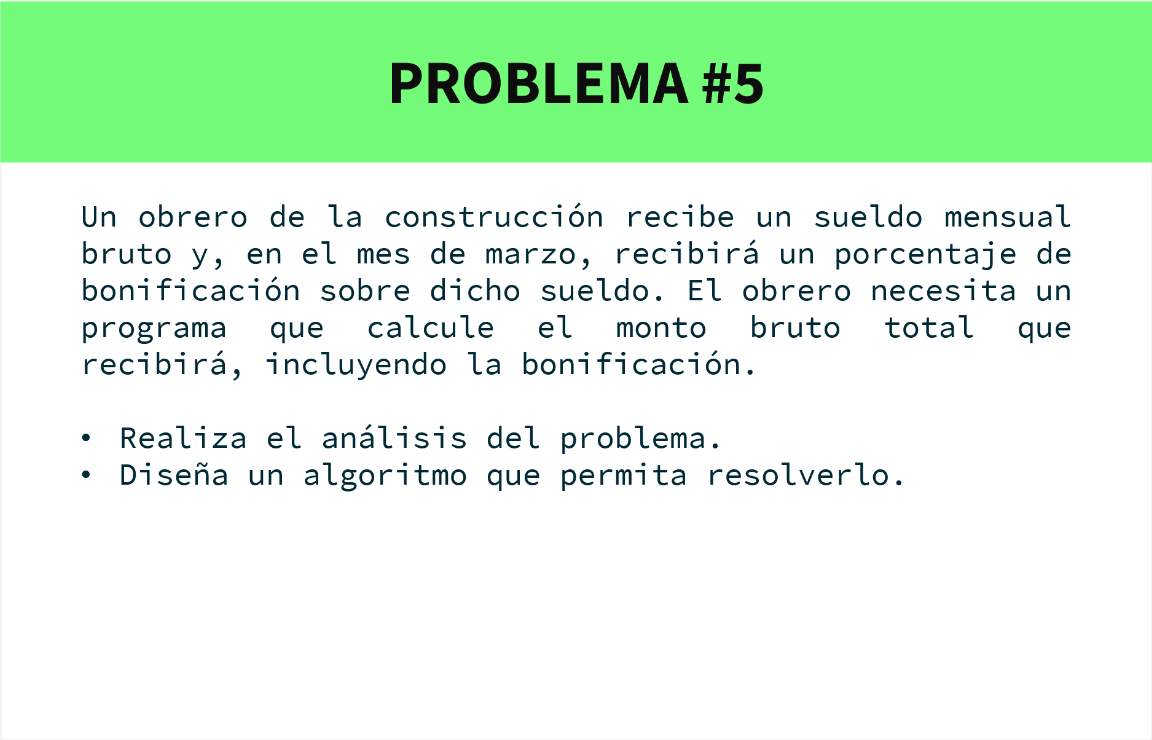 PROBLEMA #5
Un obrero de la construcción recibe un sueldo mensual
bruto y, en el mes de marzo, recibirá un porcentaje de
bonificación sobre dicho sueldo. El obrero necesita un
programa que calcule el monto bruto total que
recibirá, incluyendo la bonificación.
• Realiza el análisis del problema.
• Diseña un algoritmo que permita resolverlo.